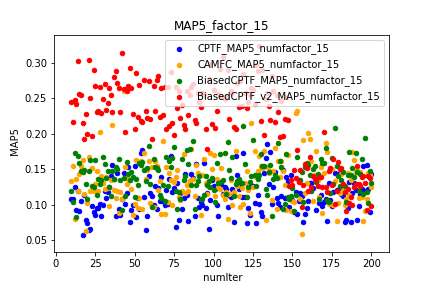 MAP5_factor_15
CPTF_MAP5_numfactor_15
CAMFC_MAP5_numfactor_15
BiasedCPTF_MAP5_numfactor_15
BiasedCPTF_v2_MAP5_numfactor_15
MAP5
0.30
0.25
0.20
0.15
0.10
0.05
0 25 50 75 100 125 150 175 200
numIter